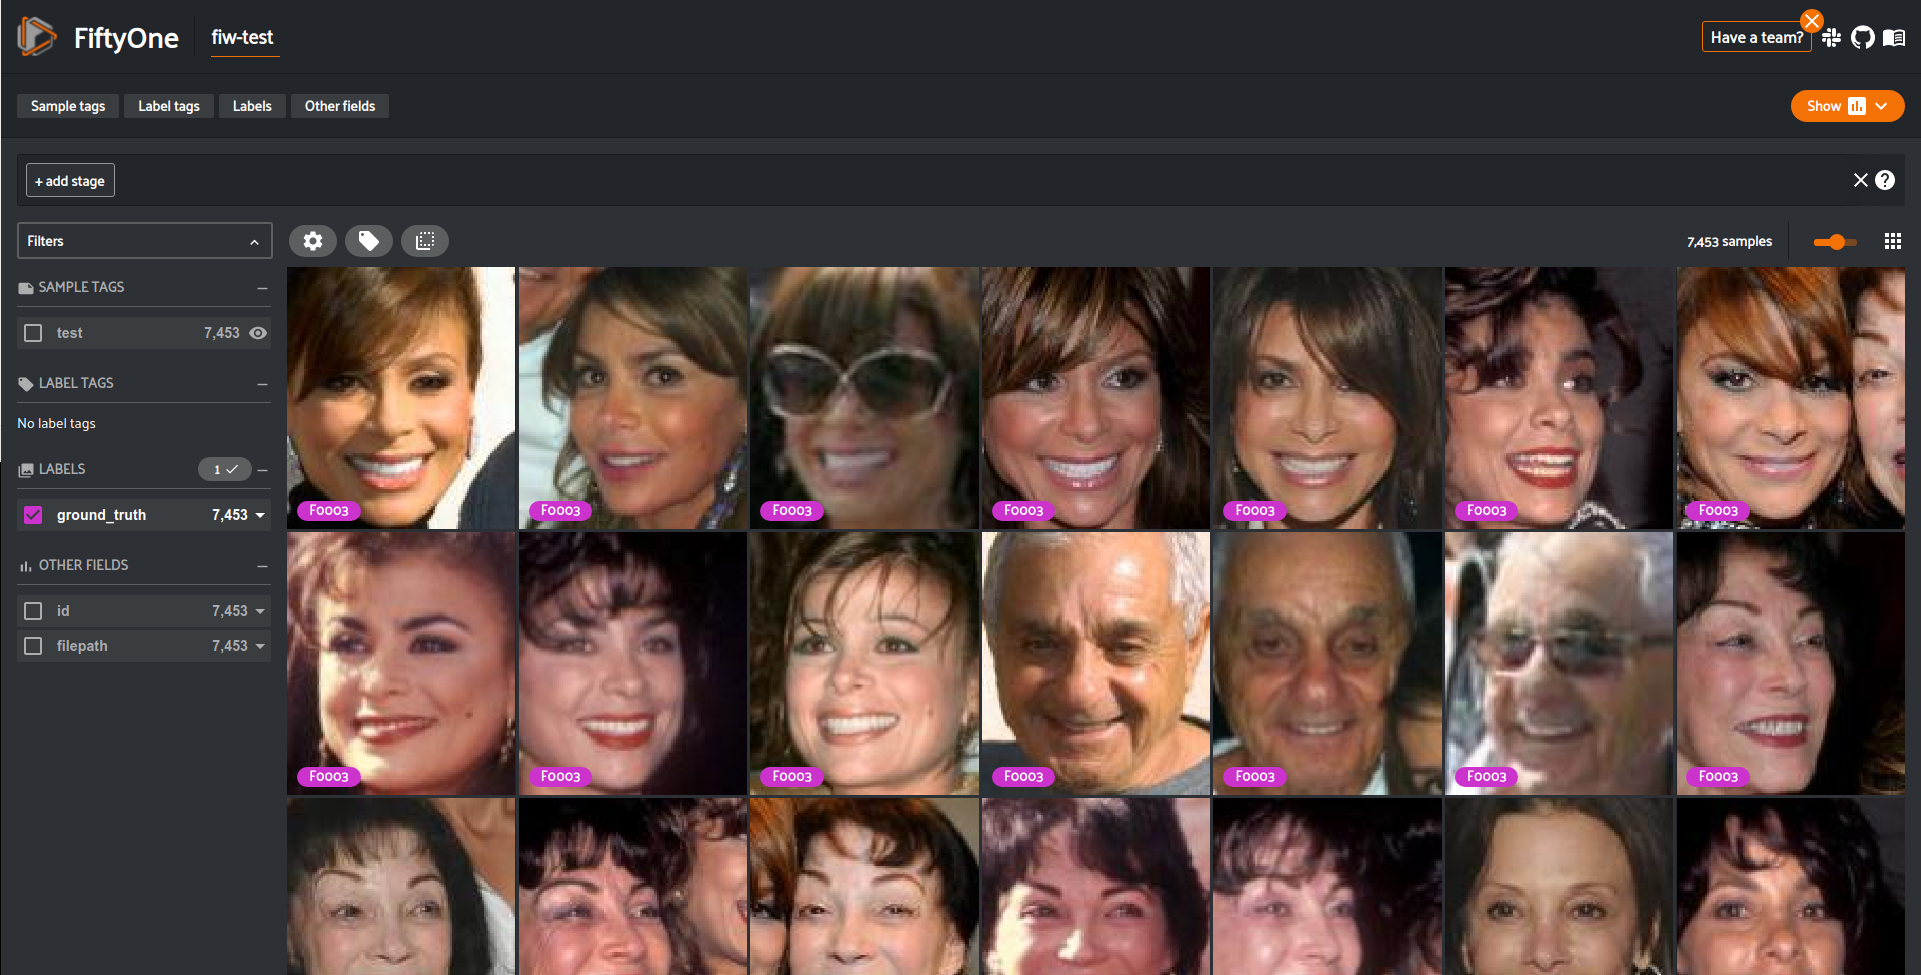 FiftyOne
fiw-test
Have a team?
Sample tags
Label tags
Labels
Other fields
Show
+ add stage
Filters
7,453 samples
SAMPLE TAGS
test 7,453
LABEL TAGS
No label tags
LABELS 1
ground_truth 7,453
OTHER FIELDS
id 7,453
filepath 7,453
F0003 F0003 F0003 F0003 F0003 F0003 F0003
F0003 F0003 F0003 F0003 F0003 F0003 F0003